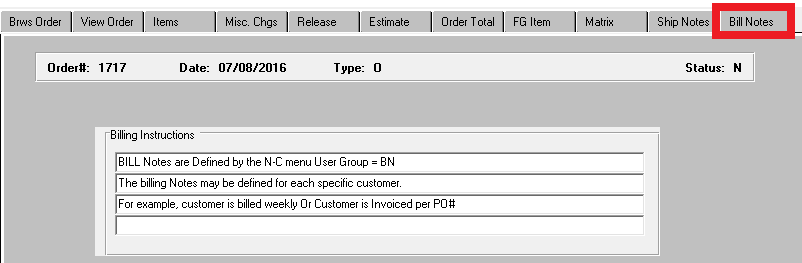 Brws Order View Order Items Misc. Chgs Release Estimate Order Total FG Item Matrix Ship Notes Bill Notes
Order#: 1717 Date: 07/08/2016 Type: O Status: N
Billing Instructions
BILL Notes are Defined by the N-C menu User Group = BN
The billing Notes may be defined for each specific customer.
For example, customer is billed weekly Or Customer is Invoiced per PO#